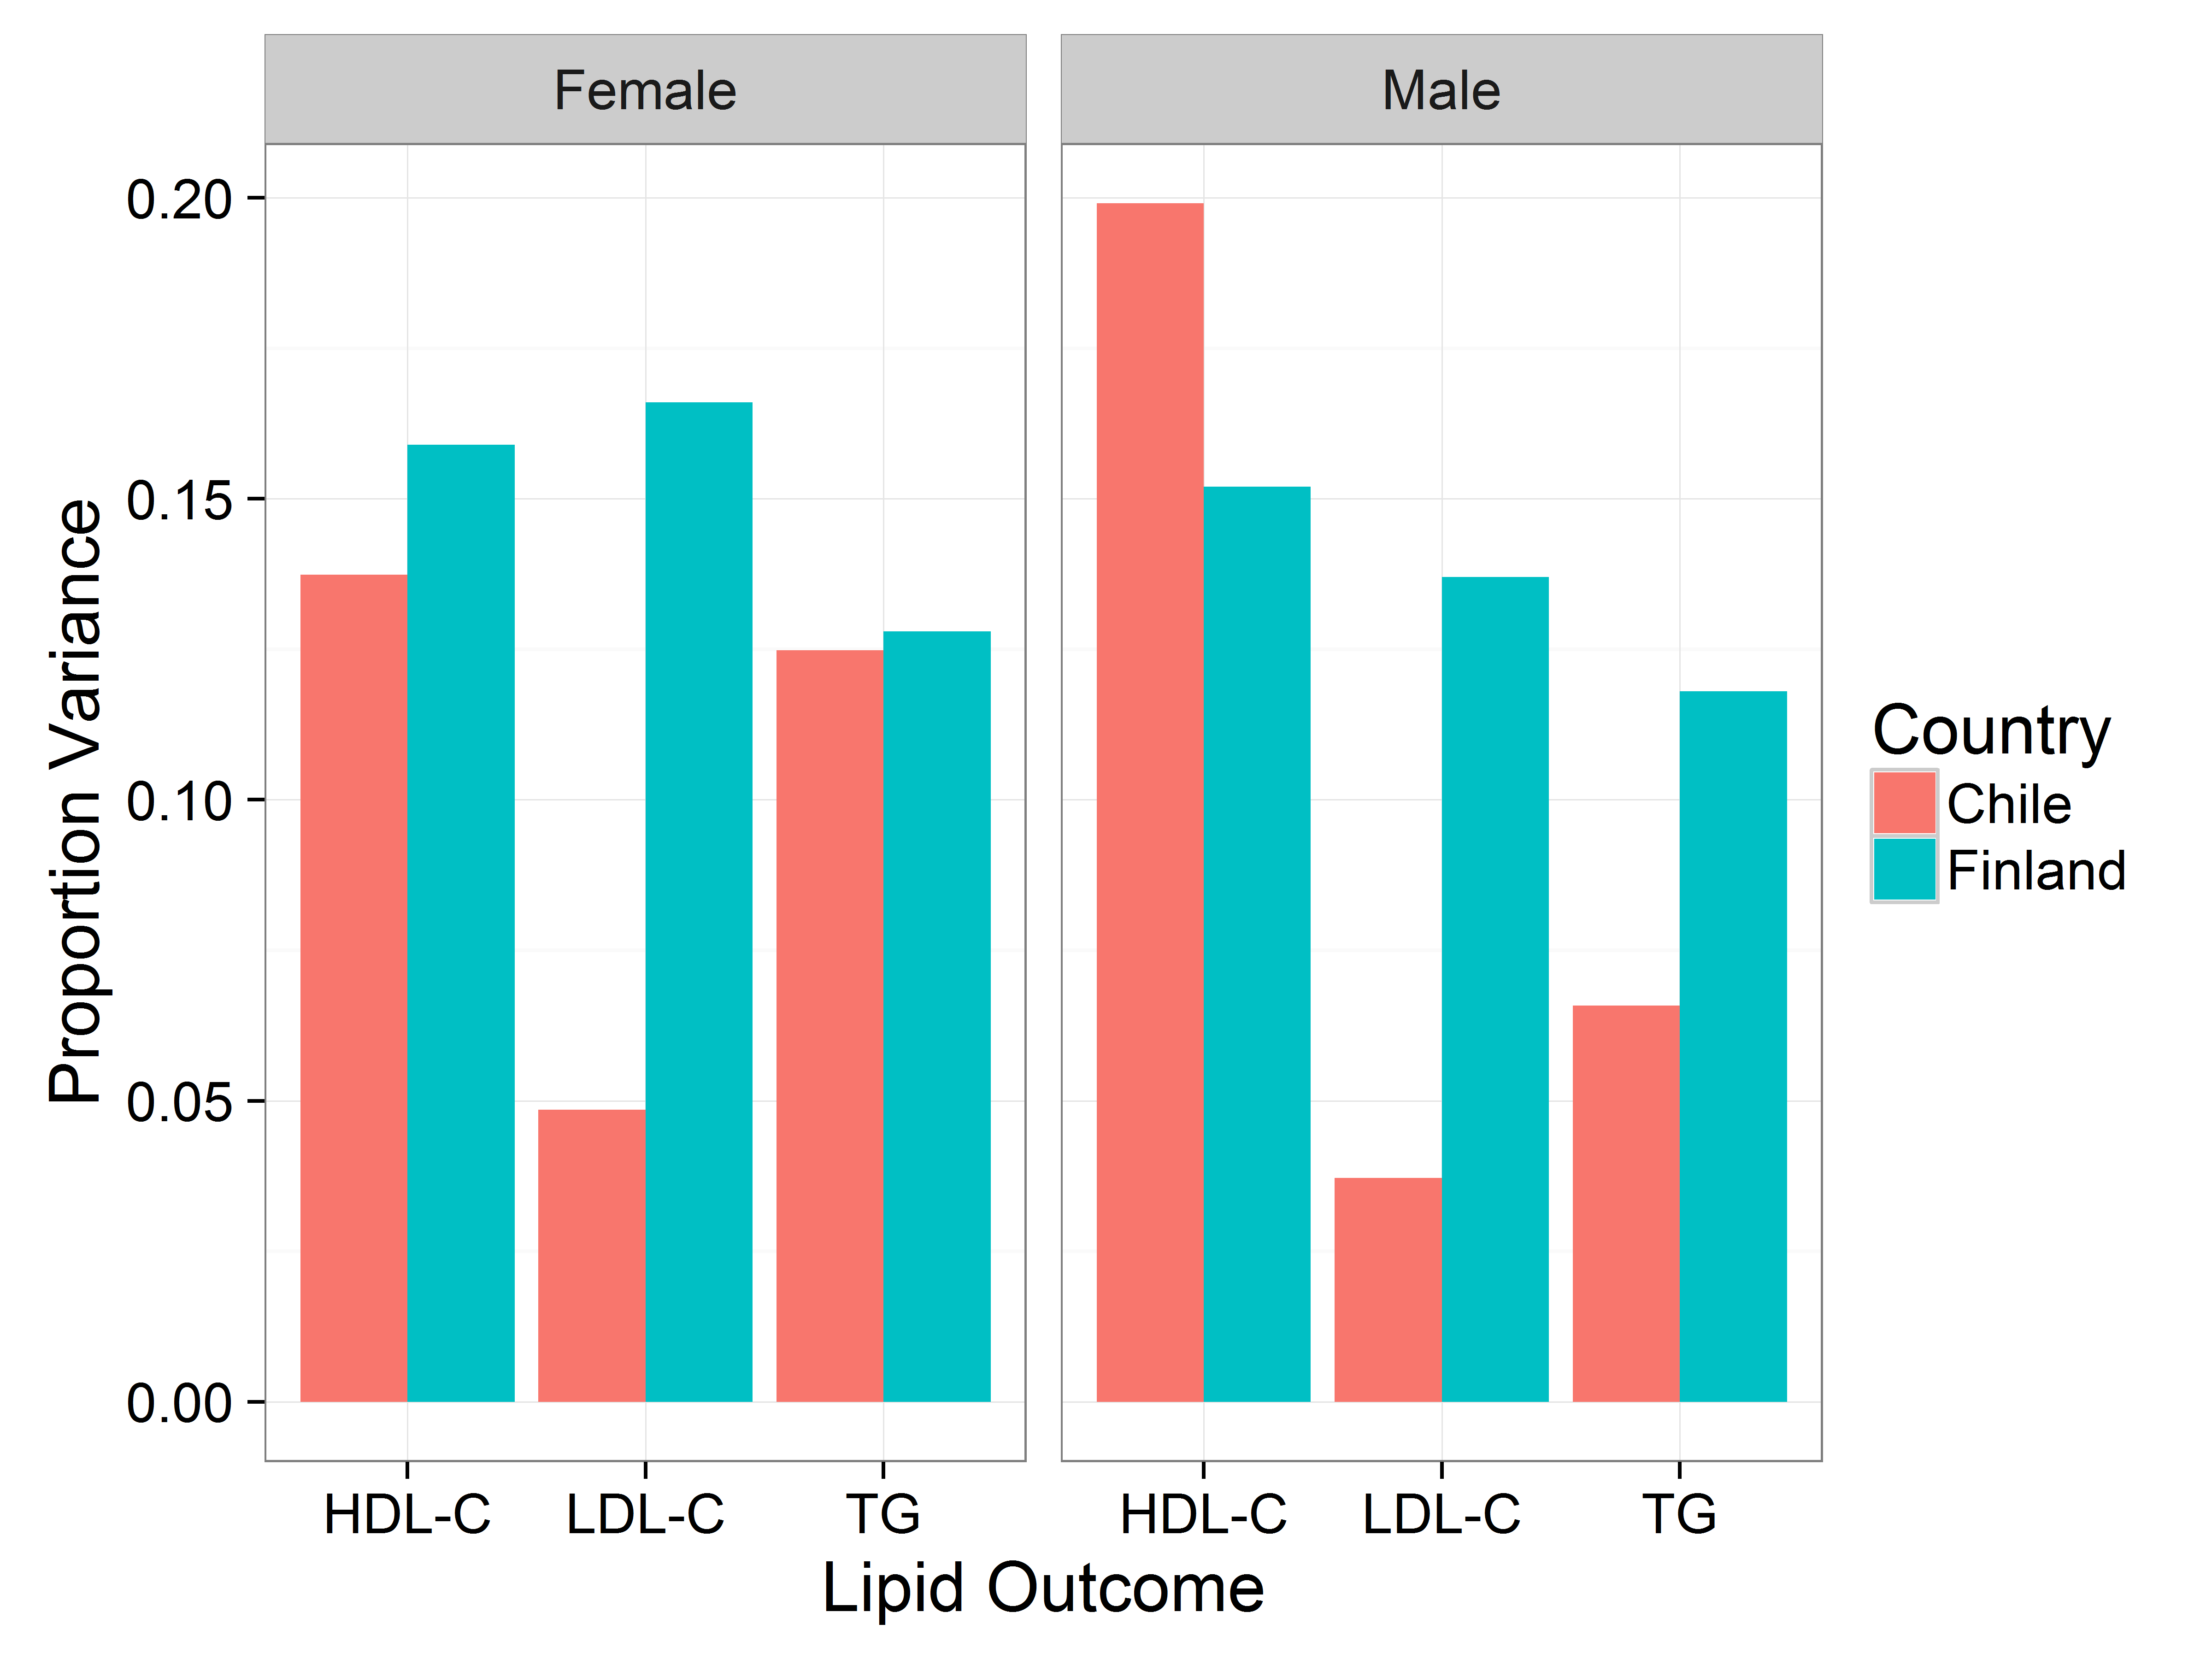 Female
Male
0.20
0.15
0.10
0.05
0.00
Proportion Variance
HDL-C LDL-C TG
HDL-C LDL-C TG
Lipid Outcome
Country
Chile
Finland